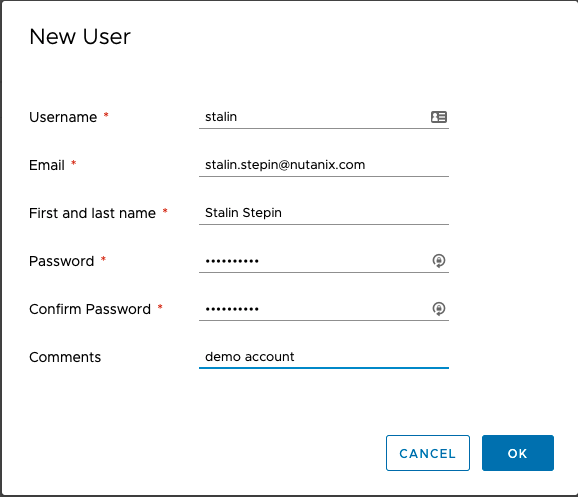 New User
Username * stalin
Email * stalin.stepin@nutanix.com
First and last name * Stalin Stepin
Password * ••••••••••
Confirm Password * ••••••••••
Comments demo account
CANCEL OK